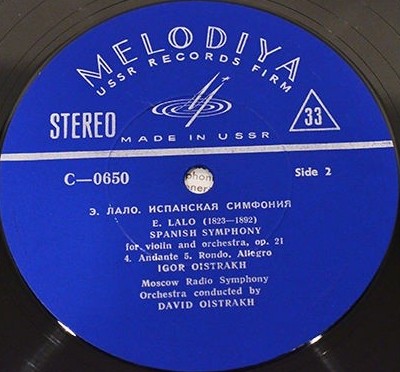 MELODIYA
USSR RECORDS FIRM
STEREO
33
MADE IN USSR
C—0650
Side 2
Э. ЛАЛО. ИСПАНСКАЯ СИМФОНИЯ
E. LALO (1823—1892)
SPANISH SYMPHONY
for violin and orchestra, op. 21
4. Andante 5. Rondo. Allegro
IGOR OISTRAKH
Moscow Radio Symphony
Orchestra conducted by
DAVID OISTRAKH